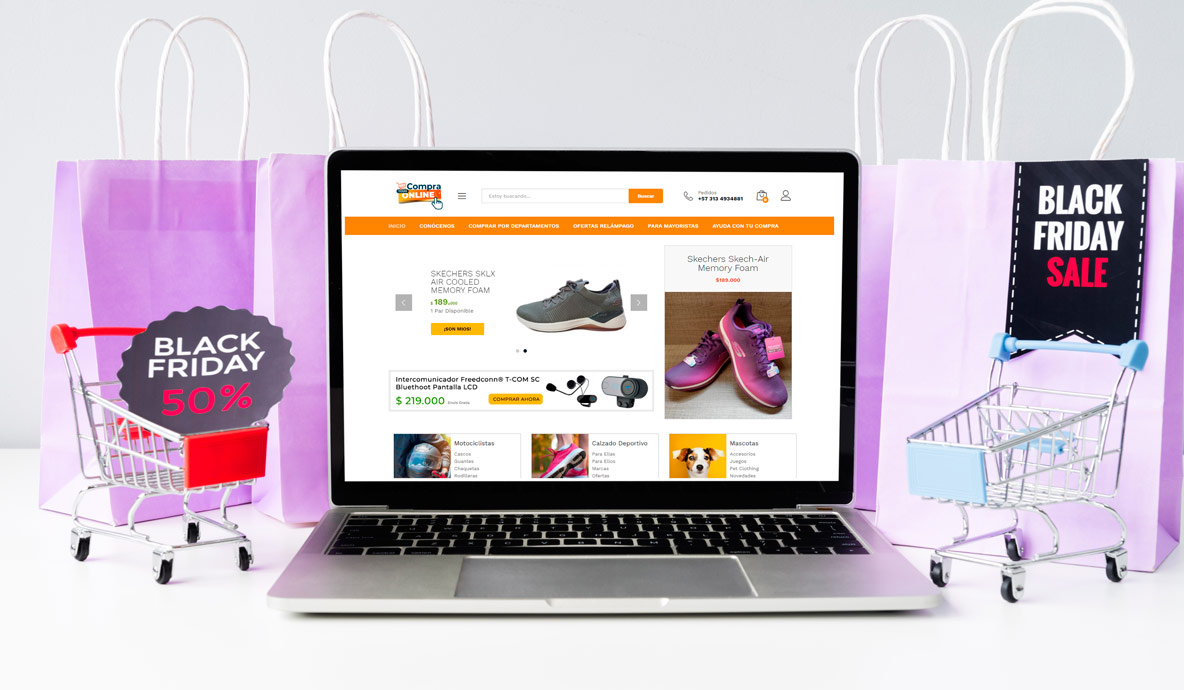 Compra
ONLINE
Estoy buscando...
Buscar
Pedidos
+57 313 4934881
INICIO
CONÓCENOS
COMPRAR POR DEPARTAMENTOS
OFERTAS RELÁMPAGO
PARA MAYORISTAS
AYUDA CON TU COMPRA
SKECHERS SKLX
AIR COOLED
MEMORY FOAM
$ 189.000
1 Par Disponible
¡SON MIOS!
Skechers Skech-Air
Memory Foam
$189.000
Intercomunicador Freedconn® T-COM SC
Bluethoot Pantalla LCD
$ 219.000 Envío Gratis
COMPRAR AHORA
Motociclistas
Cascos
Guantes
Chaquetas
Rodilleras
Calzado Deportivo
Para Ellas
Para Ellos
Marcas
Ofertas
Mascotas
Accesorios
Juegos
Pet Clothing
Novedades
BLACK
FRIDAY
50%
BLACK
FRIDAY
SALE